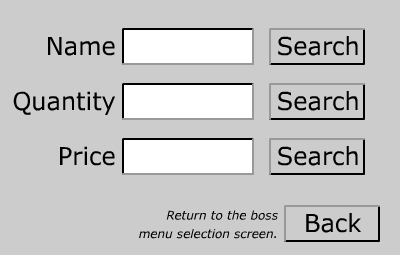 Name Search
Quantity Search
Price Search
Return to the boss
menu selection screen. Back